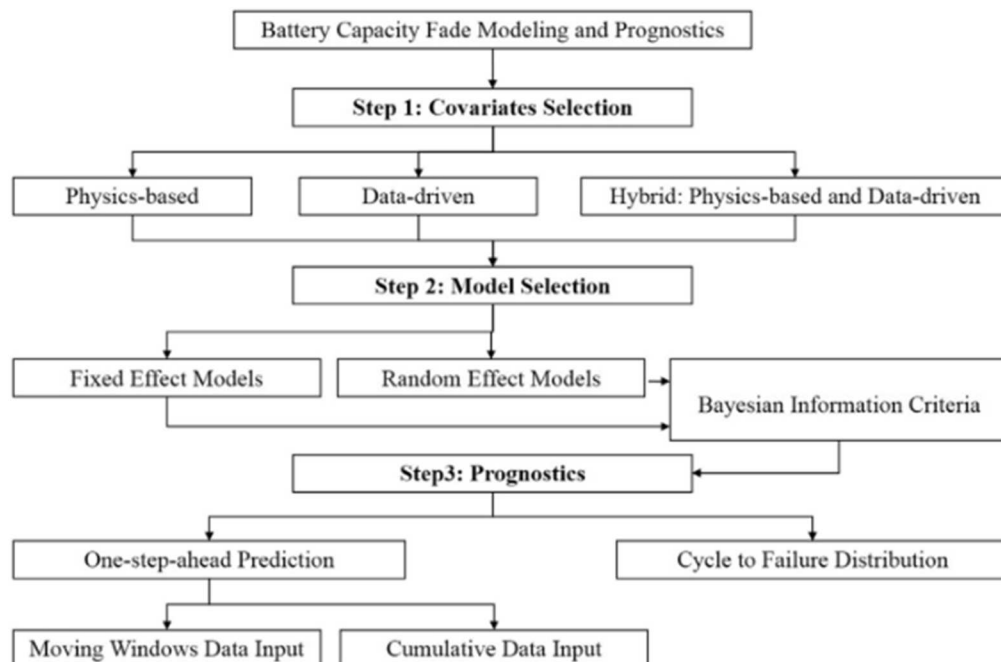 Battery Capacity Fade Modeling and Prognostics
Step 1: Covariates Selection
Physics-based
Data-driven
Hybrid: Physics-based and Data-driven
Step 2: Model Selection
Fixed Effect Models
Random Effect Models
Bayesian Information Criteria
Step3: Prognostics
One-step-ahead Prediction
Cycle to Failure Distribution
Moving Windows Data Input
Cumulative Data Input